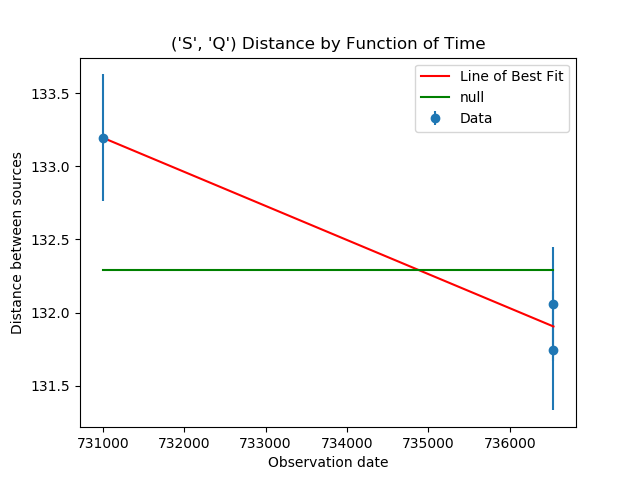 ('S', 'Q') Distance by Function of Time
Line of Best Fit
null
Data
Distance between sources
133.5
133.0
132.5
132.0
131.5
731000 732000 733000 734000 735000 736000
Observation date